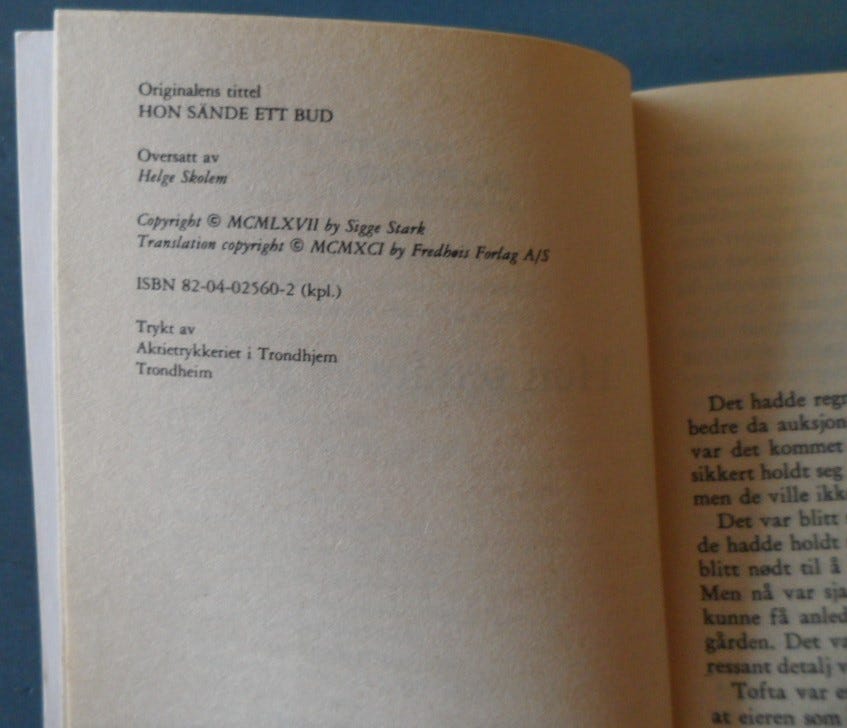 Originalens tittel
HON SÄNDE ETT BUD
Oversatt av
Helge Skolem
Copyright © MCMLXVII by Sigge Stark
Translation copyright © MCMXCI by Fredhøis Forlag A/S
ISBN 82-04-02560-2 (kpl.)
Trykt av
Aktietrykkeriet i Trondhjem
Trondheim
Det hadde regn
bedre da auksjon
var det kommet
sikkert holdt seg
men de ville ikk
Det var blitt
de hadde holdt
blitt nødt til å
Men nå var sja
kunne få anled
gården. Det va
ressant detalj v
Tofta var e
at eieren som